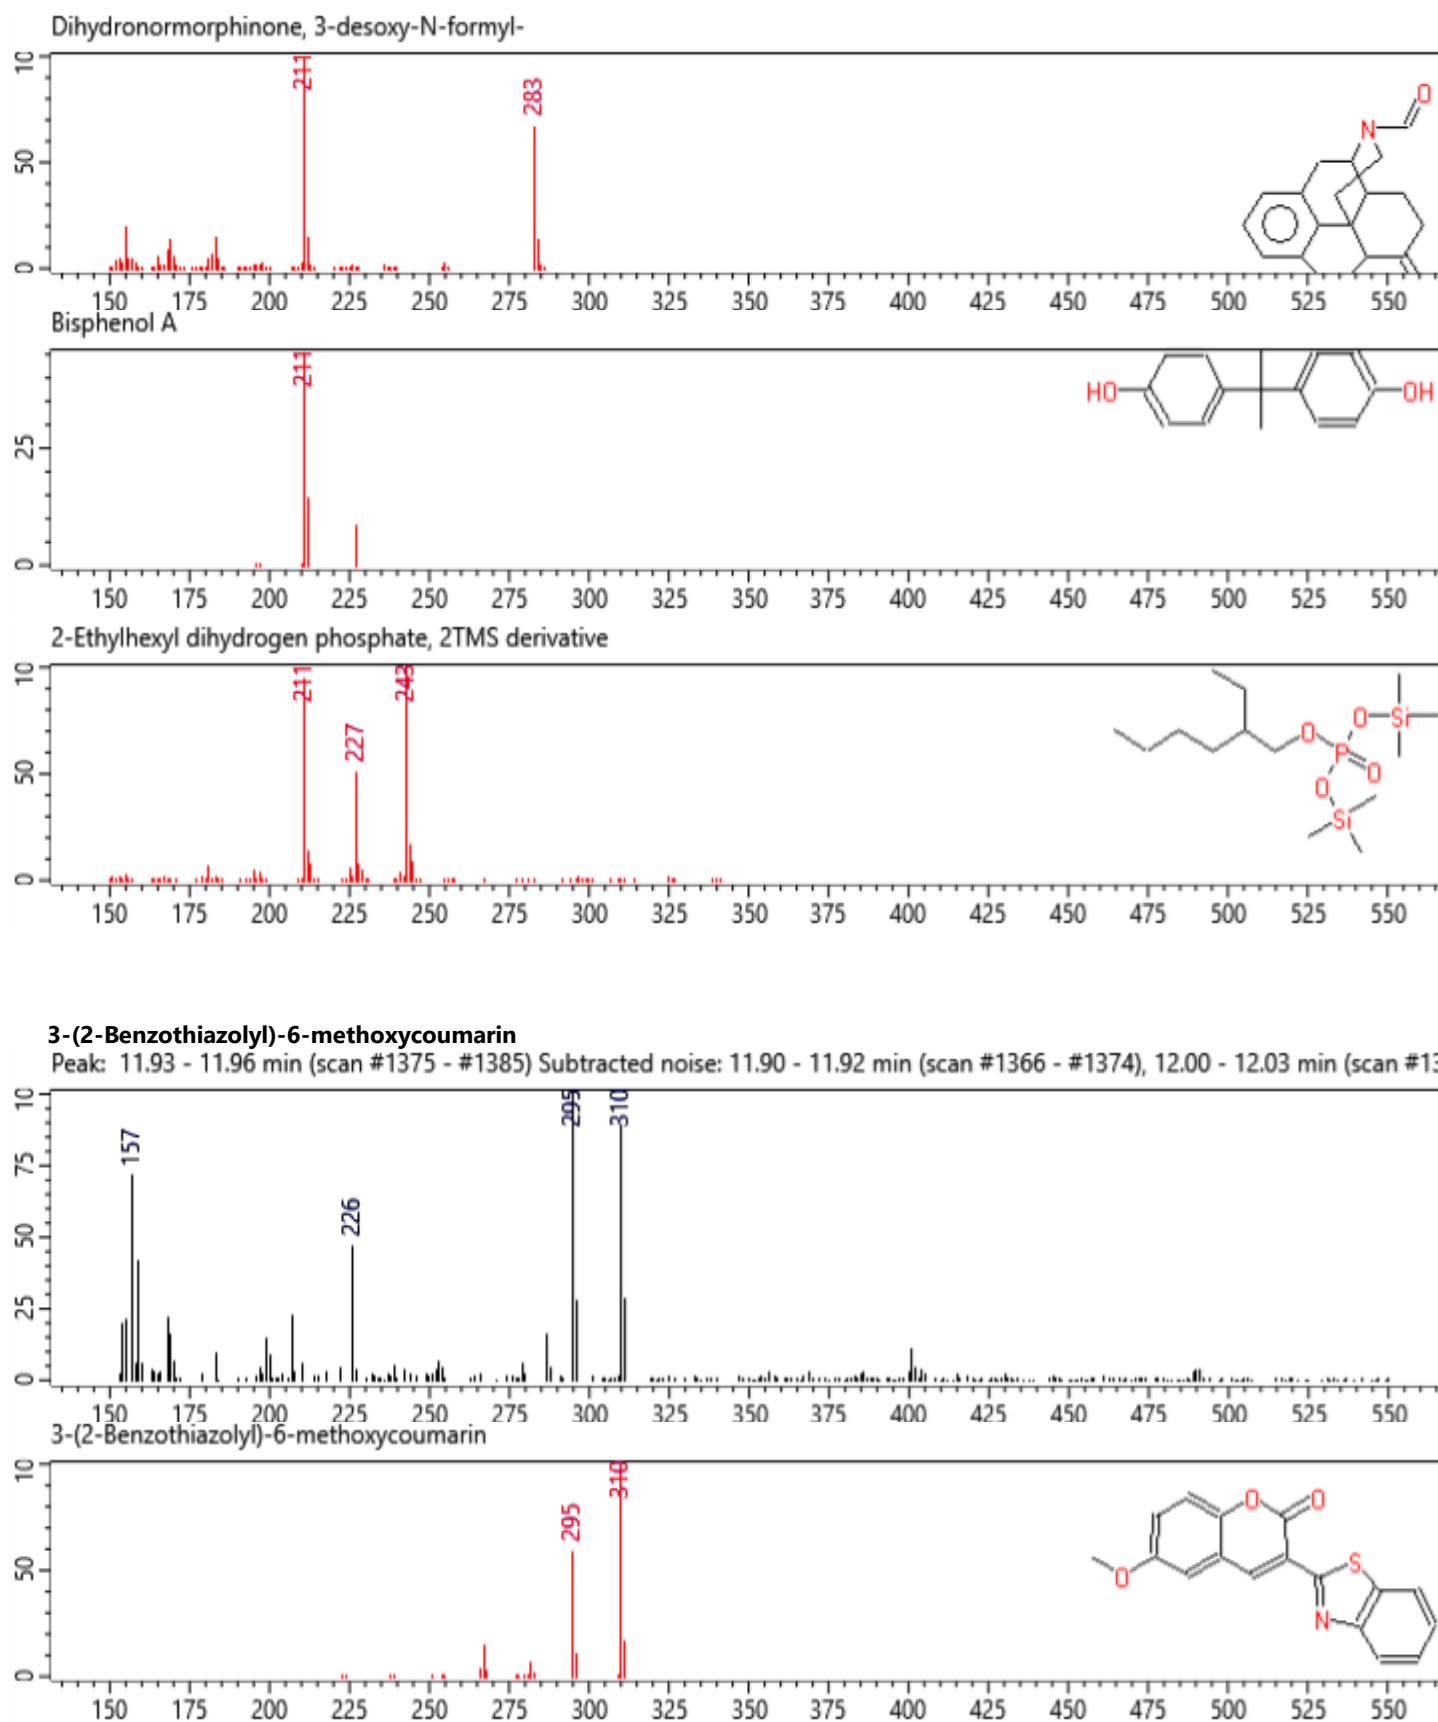 Dihydronormorphinone, 3-desoxy-N-formyl-
10
211
283
50
0
O
N
150 175 200 225 250 275 300 325 350 375 400 425 450 475 500 525 550
Bisphenol A
211
HO
OH
25
0
150 175 200 225 250 275 300 325 350 375 400 425 450 475 500 525 550
2-Ethylhexyl dihydrogen phosphate, 2TMS derivative
10
211
243
227
50
0
O
O
Si
P
O
O
Si
150 175 200 225 250 275 300 325 350 375 400 425 450 475 500 525 550
3-(2-Benzothiazolyl)-6-methoxycoumarin
Peak: 11.93 - 11.96 min (scan #1375 - #1385) Subtracted noise: 11.90 - 11.92 min (scan #1366 - #1374), 12.00 - 12.03 min (scan #13
10
295
310
157
75
226
50
25
0
150 175 200 225 250 275 300 325 350 375 400 425 450 475 500 525 550
3-(2-Benzothiazolyl)-6-methoxycoumarin
10
310
295
50
0
O
O
O
S
N
150 175 200 225 250 275 300 325 350 375 400 425 450 475 500 525 550